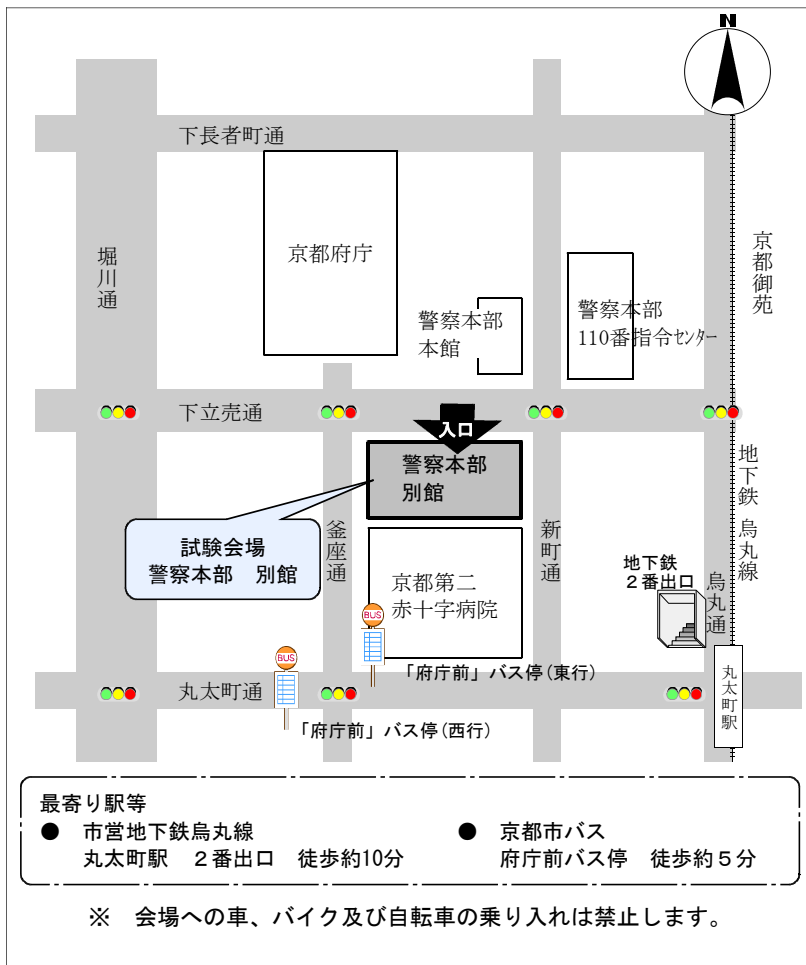 N
下長者町通
堀川通
京都府庁
京都御苑
警察本部
本館
警察本部
110番指令センター
下立売通
入口
警察本部
別館
地下鉄 烏丸線
試験会場
警察本部 別館
釜座通
新町通
京都第二
赤十字病院
地下鉄
２番出口
烏丸通
BUS
「府庁前」バス停(東行)
BUS
丸太町通
丸太町駅
「府庁前」バス停(西行)
最寄り駅等
● 市営地下鉄烏丸線
丸太町駅 ２番出口 徒歩約10分
● 京都市バス
府庁前バス停 徒歩約５分
※ 会場への車、バイク及び自転車の乗り入れは禁止します。